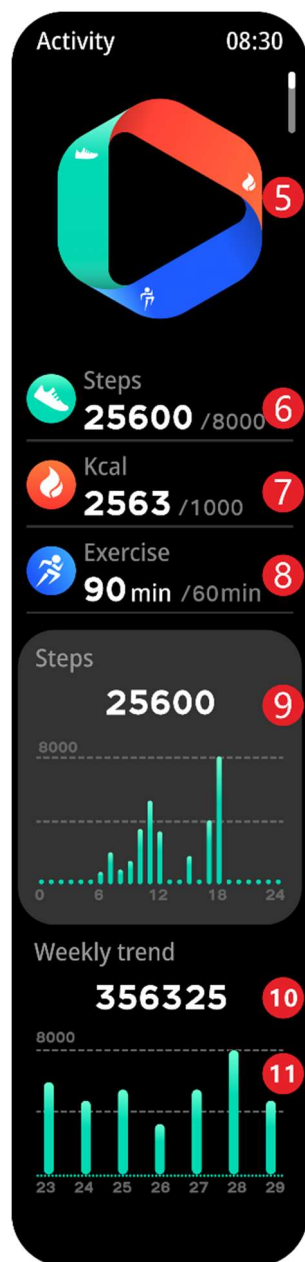 Activity 08:30
5
Steps
25600 /8000 6
Kcal
2563 /1000 7
Exercise
90 min /60min 8
Steps
25600 9
8000
0 6 12 18 24
Weekly trend
356325 10
8000
11
23 24 25 26 27 28 29